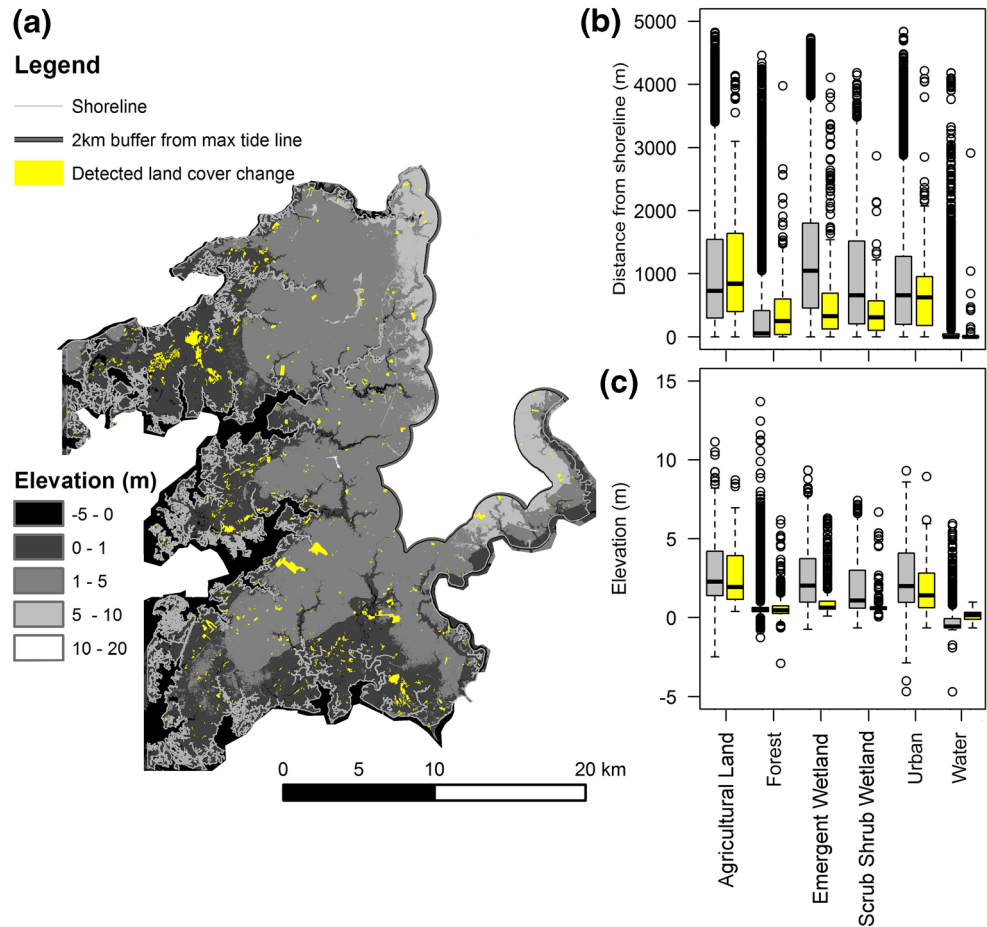 (a)
Legend
Shoreline
2km buffer from max tide line
Detected land cover change
Elevation (m)
-5 - 0
0 - 1
1 - 5
5 - 10
10 - 20
0 5 10 20 km
(b)
Distance from shoreline (m)
5000
4000
3000
2000
1000
0
(c)
Elevation (m)
15
10
5
0
-5
Agricultural Land
Forest
Emergent Wetland
Scrub Shrub Wetland
Urban
Water